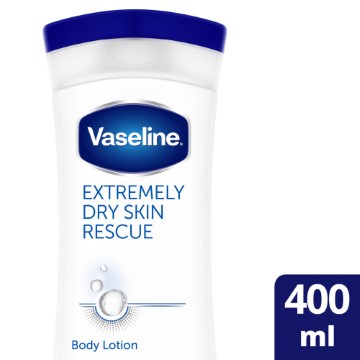 Vaseline
EXTREMELY
DRY SKIN
RESCUE
Body Lotion
400
ml